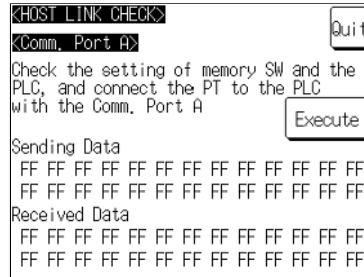 <HOST LINK CHECK>
Quit
<Comm. Port A>
Check the setting of memory SW and the
PLC, and connect the PT to the PLC
with the Comm. Port A
Execute
Sending Data
FF FF FF FF FF FF FF FF FF FF FF FF FF
FF FF FF FF FF FF FF FF FF FF FF FF FF
Received Data
FF FF FF FF FF FF FF FF FF FF FF FF FF
FF FF FF FF FF FF FF FF FF FF FF FF FF